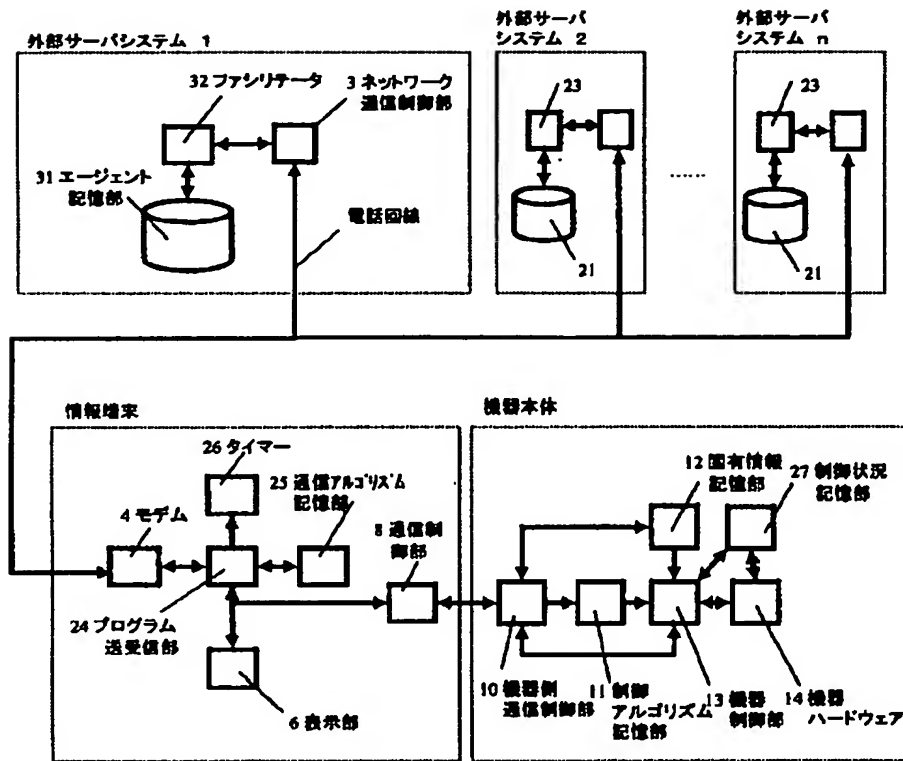 外部サーバシステム 1
32 ファシリテータ
3 ネットワーク
通信制御部
31 エージェント
記憶部
電話回線
外部サーバ
システム 2
23
21
......
外部サーバ
システム n
23
21
情報端末
26 タイマー
25 通信アルゴリズム
記憶部
4 モデム
8 通信制
御部
24 プログラム
送受信部
6 表示部
機器本体
12 固有情報
記憶部
27 制御状況
記憶部
10 機器側
通信制御部
11 制御
アルゴリズム
記憶部
13 機器
制御部
14 機器
ハードウェア